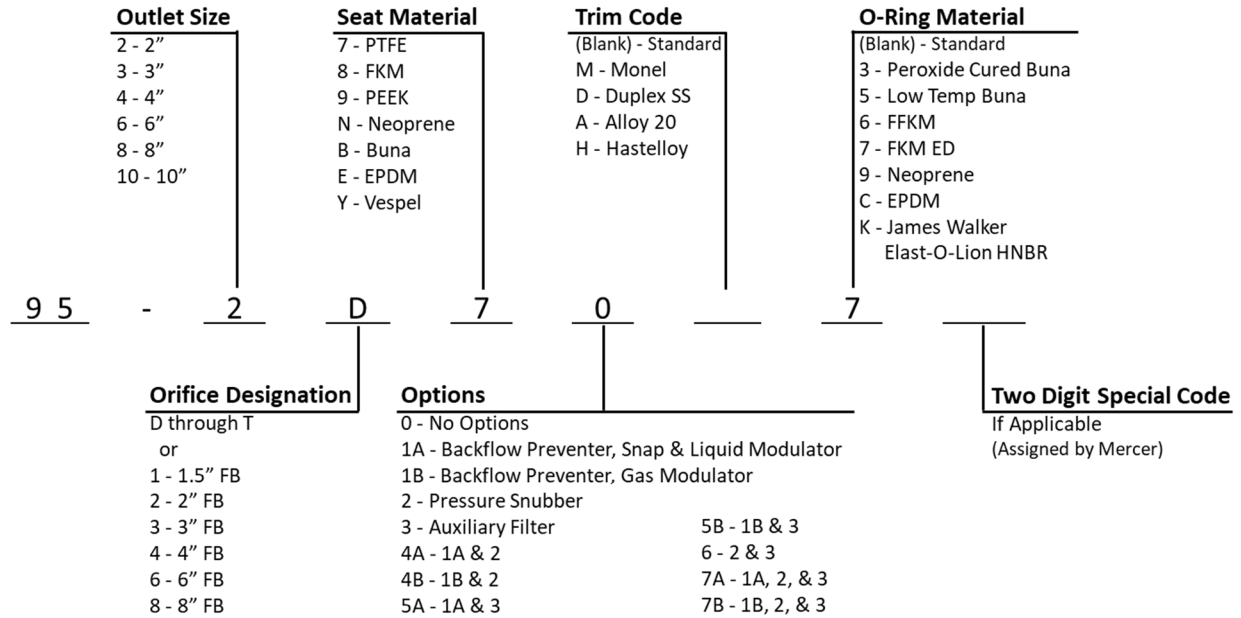 Outlet Size
2 - 2”
3 - 3”
4 - 4”
6 - 6”
8 - 8”
10 - 10”
Seat Material
7 - PTFE
8 - FKM
9 - PEEK
N - Neoprene
B - Buna
E - EPDM
Y - Vespel
Trim Code
(Blank) - Standard
M - Monel
D - Duplex SS
A - Alloy 20
H - Hastelloy
O-Ring Material
(Blank) - Standard
3 - Peroxide Cured Buna
5 - Low Temp Buna
6 - FFKM
7 - FKM ED
9 - Neoprene
C - EPDM
K - James Walker
Elast-O-Lion HNBR
9 5 - 2 D 7 0 7
Orifice Designation
D through T
or
1 - 1.5” FB
2 - 2” FB
3 - 3” FB
4 - 4” FB
6 - 6” FB
8 - 8” FB
Options
0 - No Options
1A - Backflow Preventer, Snap & Liquid Modulator
1B - Backflow Preventer, Gas Modulator
2 - Pressure Snubber
3 - Auxiliary Filter
4A - 1A & 2
4B - 1B & 2
5A - 1A & 3
5B - 1B & 3
6 - 2 & 3
7A - 1A, 2, & 3
7B - 1B, 2, & 3
Two Digit Special Code
If Applicable
(Assigned by Mercer)